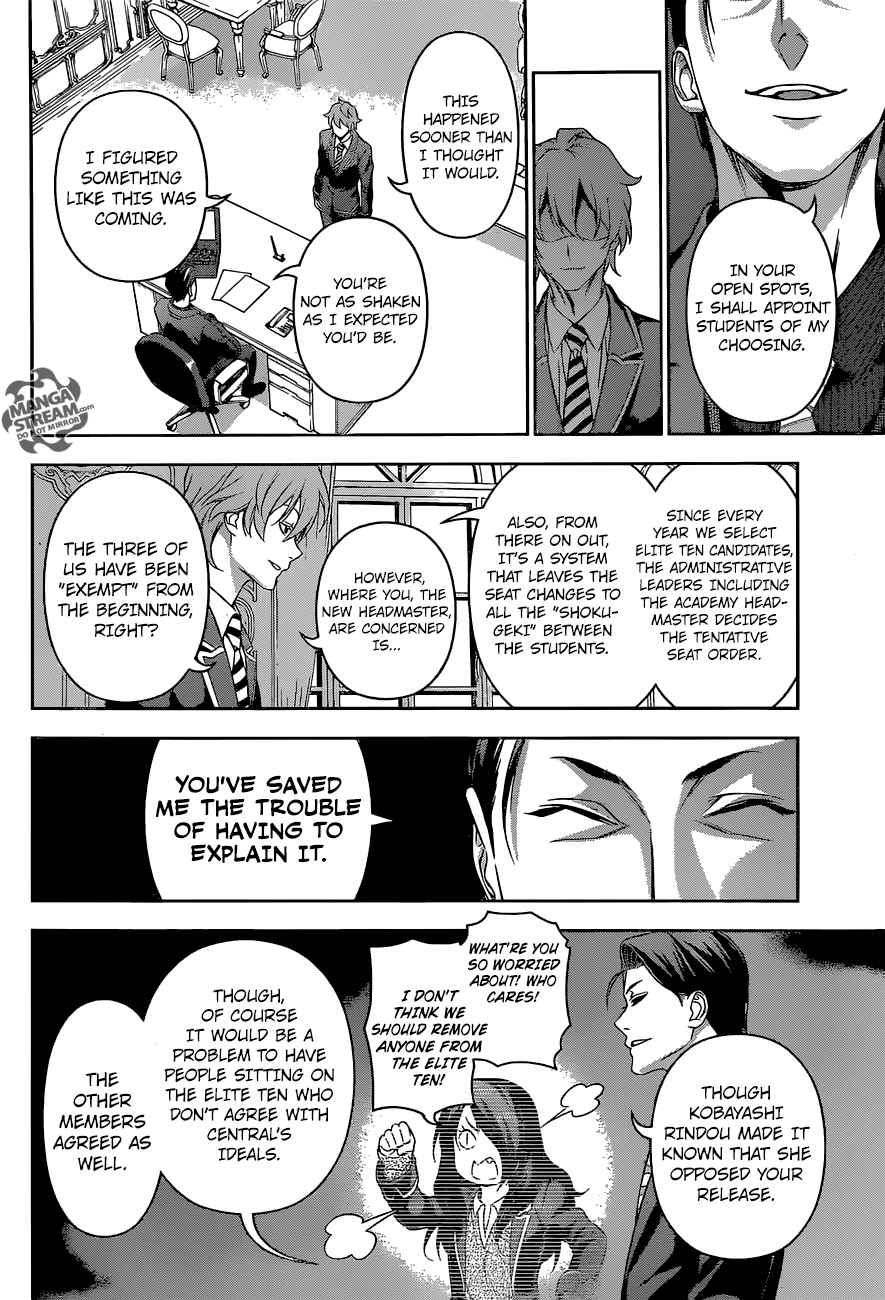 IN YOUR
OPEN SPOTS,
I SHALL APPOINT
STUDENTS OF MY
CHOOSING.
THIS
HAPPENED
SOONER THAN
I THOUGHT
IT WOULD.
I FIGURED
SOMETHING
LIKE THIS WAS
COMING.
YOU'RE
NOT AS SHAKEN
AS I EXPECTED
YOU'D BE.
MANGA
STREAM.com
DO NOT MIRROR!
SINCE EVERY
YEAR WE SELECT
ELITE TEN CANDIDATES,
THE ADMINISTRATIVE
LEADERS INCLUDING
THE ACADEMY HEAD-
MASTER DECIDES
THE TENTATIVE
SEAT ORDER.
ALSO, FROM
THERE ON OUT,
IT'S A SYSTEM
THAT LEAVES THE
SEAT CHANGES TO
ALL THE "SHOKU-
GEKI" BETWEEN
THE STUDENTS.
HOWEVER,
WHERE YOU, THE
NEW HEADMASTER,
ARE CONCERNED
IS...
THE THREE OF
US HAVE BEEN
"EXEMPT" FROM
THE BEGINNING,
RIGHT?
YOU'VE SAVED
ME THE TROUBLE
OF HAVING TO
EXPLAIN IT.
THOUGH
KOBAYASHI
RINDOU MADE IT
KNOWN THAT SHE
OPPOSED YOUR
RELEASE.
WHAT'RE YOU
SO WORRIED
ABOUT! WHO
CARES!
I DON'T
THINK WE
SHOULD REMOVE
ANYONE FROM
THE ELITE
TEN!
THOUGH,
OF COURSE
IT WOULD BE A
PROBLEM TO HAVE
PEOPLE SITTING ON
THE ELITE TEN WHO
DON'T AGREE WITH
CENTRAL'S
IDEALS.
THE
OTHER
MEMBERS
AGREED AS
WELL.